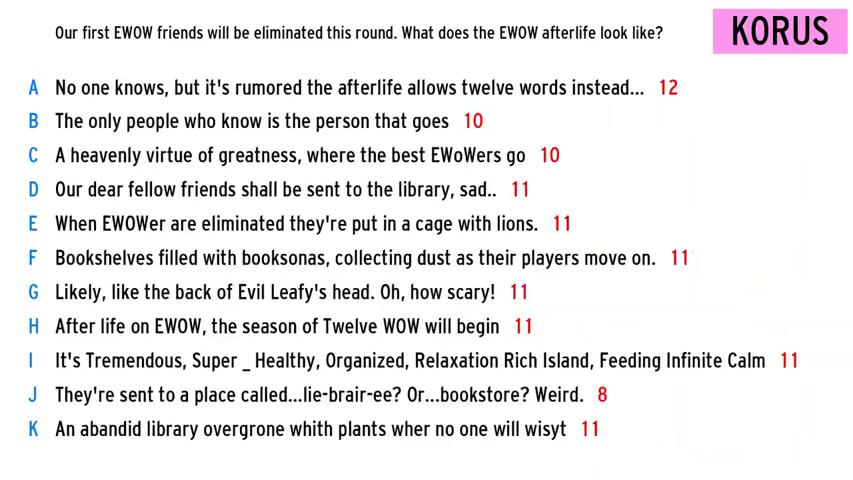 Our first EWOW friends will be eliminated this round. What does the EWOW afterlife look like?
KORUS
A No one knows, but it's rumored the afterlife allows twelve words instead... 12
B The only people who know is the person that goes 10
C A heavenly virtue of greatness, where the best EWoWers go 10
D Our dear fellow friends shall be sent to the library, sad.. 11
E When EWOWer are eliminated they're put in a cage with lions. 11
F Bookshelves filled with booksonas, collecting dust as their players move on. 11
G Likely, like the back of Evil Leafy's head. Oh, how scary! 11
H After life on EWOW, the season of Twelve WOW will begin 11
I It's Tremendous, Super _ Healthy, Organized, Relaxation Rich Island, Feeding Infinite Calm 11
J They're sent to a place called...lie-brair-ee? Or...bookstore? Weird. 8
K An abandid library overgrone whith plants wher no one will wisyt 11